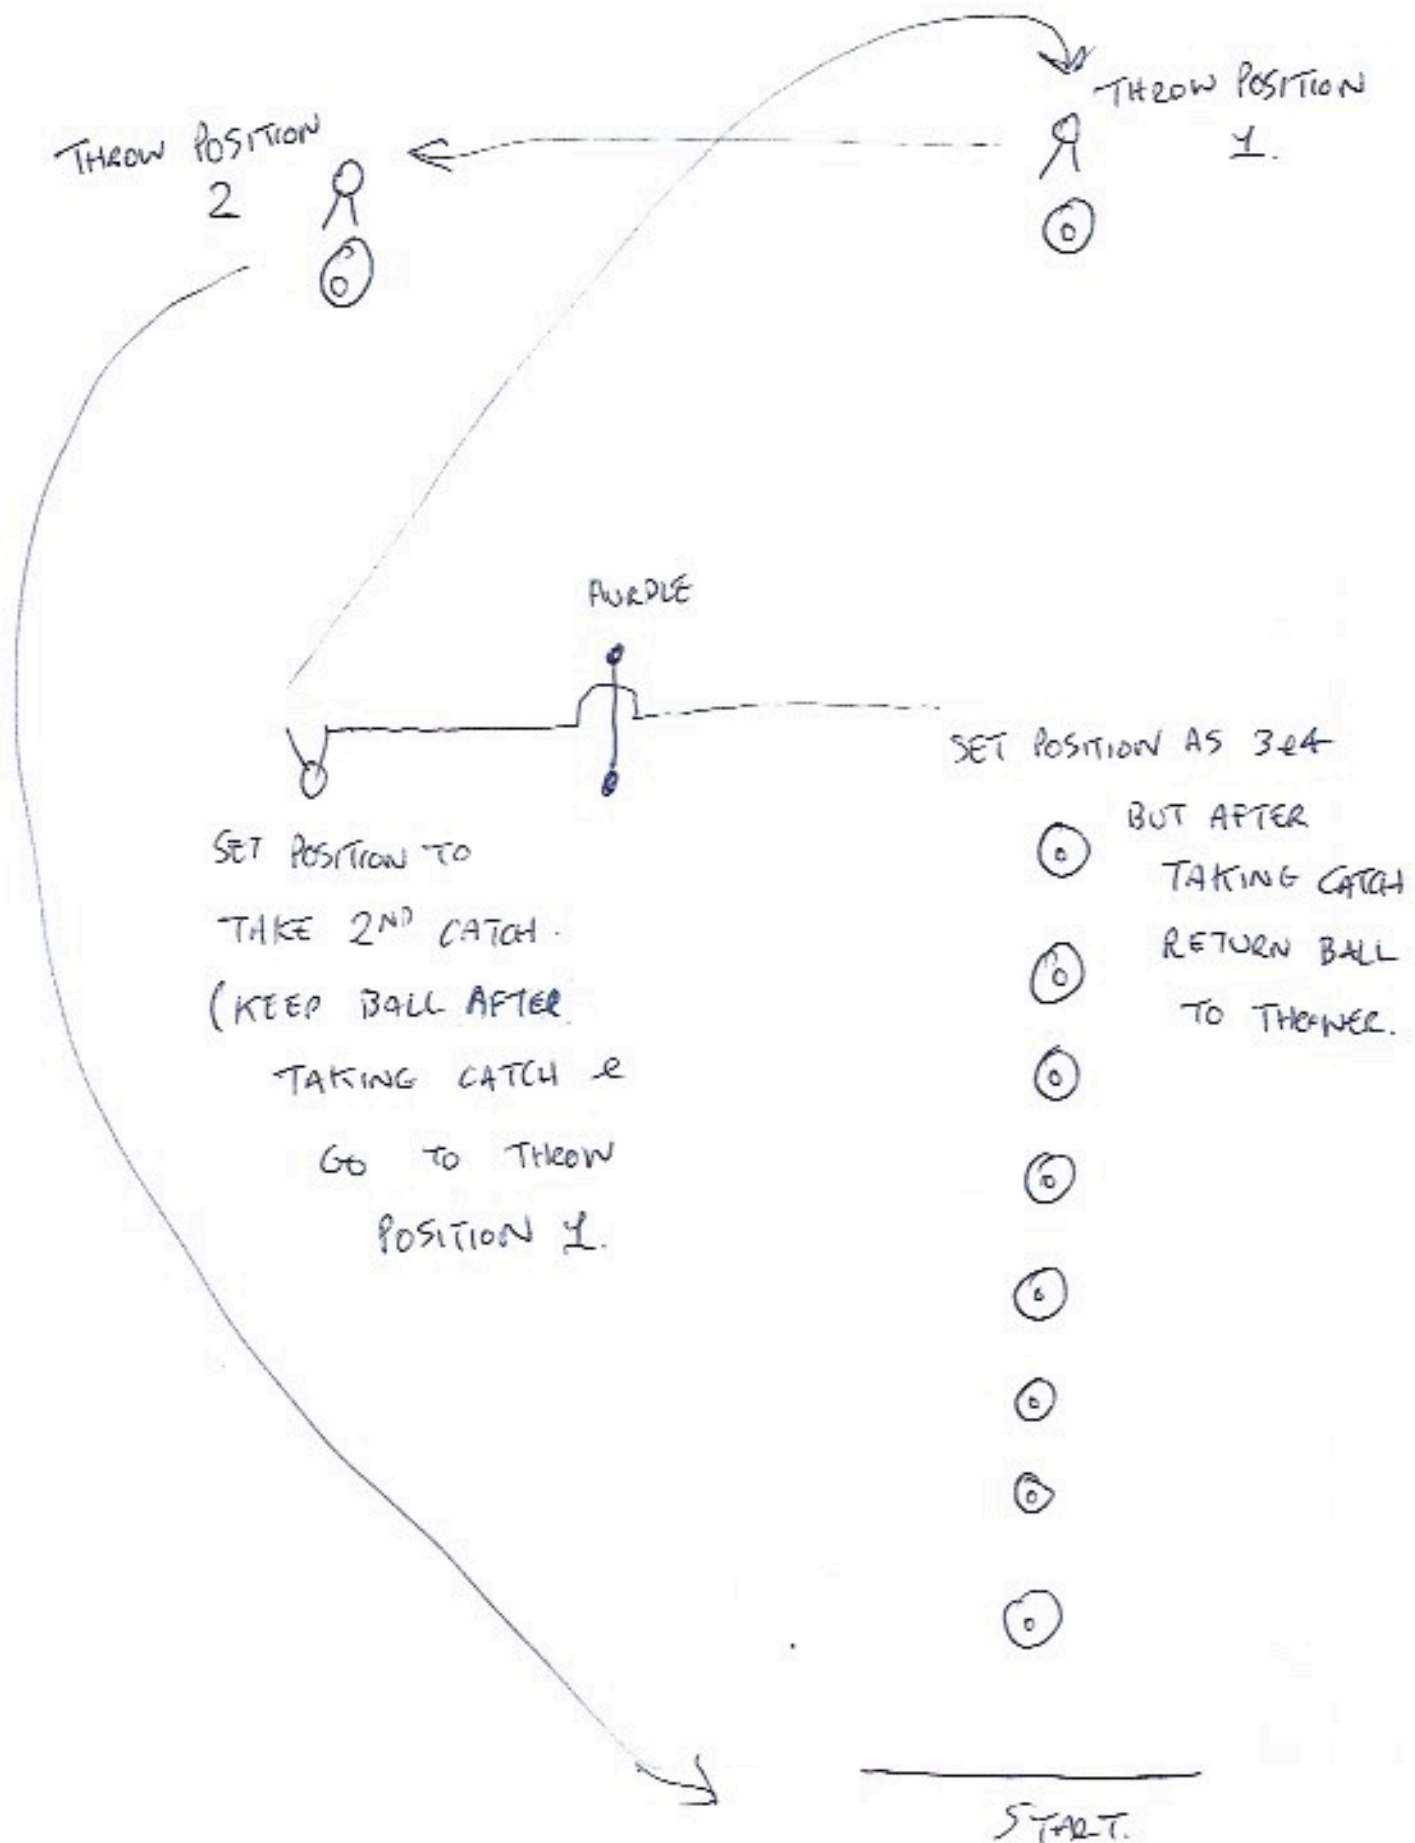 THROW POSITION
1.
THROW POSITION
2
HURDLE
SET POSITION AS 3&4
BUT AFTER
TAKING CATCH
RETURN BALL
TO THROWER.
SET POSITION TO
TAKE 2ND CATCH.
(KEEP BALL AFTER
TAKING CATCH &
GO TO THROW
POSITION 1.
START.